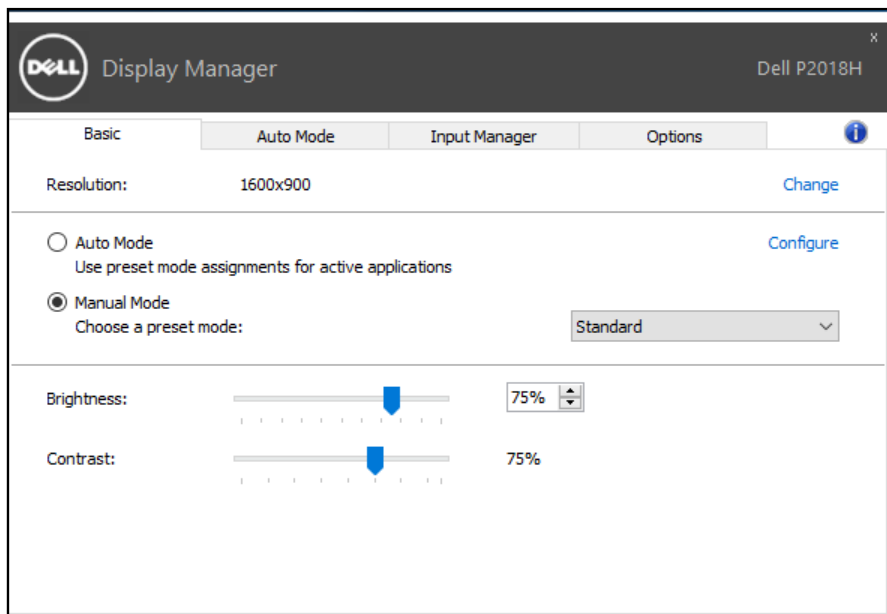 DELL
Display Manager
Dell P2018H
x
Basic
Auto Mode
Input Manager
Options
i
Resolution:
1600x900
Change
Auto Mode
Configure
Use preset mode assignments for active applications
Manual Mode
Choose a preset mode:
Standard
Brightness:
75%
Contrast:
75%